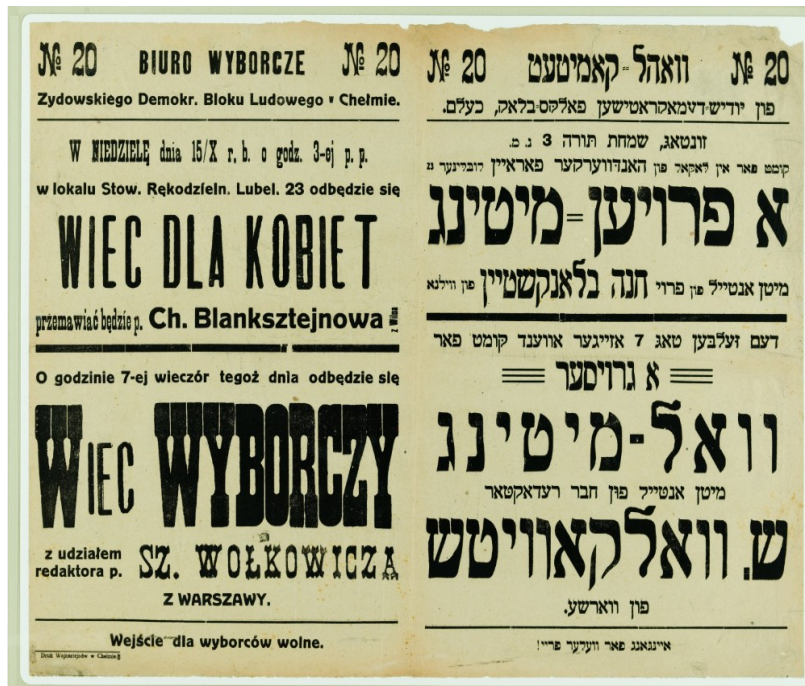 № 20 BIURO WYBORCZE № 20
Zydowskiego Demokr. Bloku Ludowego w Chełmie.
W NIEDZIELĘ dnia 15/X r. b. o godz. 3-ej p. p.
w lokalu Stow. Rękodzieln. Lubel. 23 odbędzie się
WIEC DLA KOBIET
przemawiać będzie p. Ch. Blanksztejnowa z Wilna
O godzinie 7-ej wieczór tegoż dnia odbędzie się
WIEC WYBORCZY
z udziałem
redaktora p. SZ. WOŁKOWICZA
Z WARSZAWY.
Wejście dla wyborców wolne.
Druk Wojnarzejdów w Chełmie
№ 20 וואהל-קאמיטעט № 20
פון יודיש-דעמאקראטישען פאלקס-בלאק, כעלם.
זונטאג, שמחת תורה 3 נ. מ.
קומט פאר אין לאקאל פון האנדווערקער פאראיין לובלינער 23
א פרויען=מיטינג
מיטן אנטייל פון פרוי חנה בלאנקשטיין פון ווילנא
דעם זעלבען טאג 7 אזייגער אווענד קומט פאר
א גרויסער
וואל-מיטינג
מיטן אנטייל פון חבר רעדאקטאר
ש. וואלקאוויטש
פון ווארשע.
איינגאנג פאר וועלער פריי!